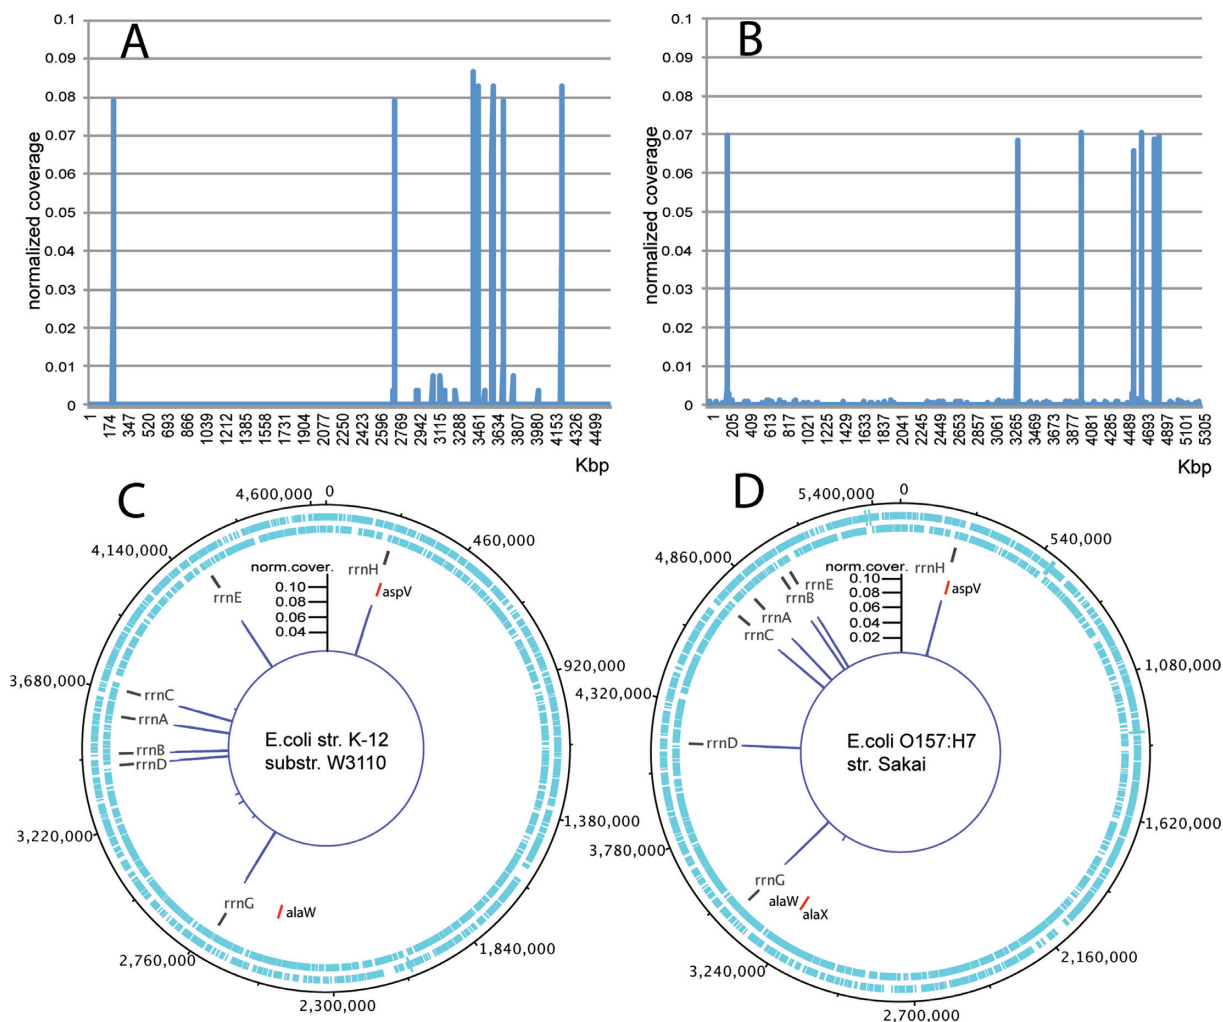 A
0.1
0.09
0.08
0.07
0.06
0.05
0.04
0.03
0.02
0.01
0
normalized coverage
1 174 347 520 693 866 1039 1212 1385 1558 1731 1904 2077 2250 2423 2596 2769 2942 3115 3288 3461 3634 3807 3980 4153 4326 4499
Kbp
B
0.1
0.09
0.08
0.07
0.06
0.05
0.04
0.03
0.02
0.01
0
normalized coverage
1 205 409 613 817 1021 1225 1429 1633 1837 2041 2245 2449 2653 2857 3061 3265 3469 3673 3877 4081 4285 4489 4693 4897 5101 5305
Kbp
C
0
460,000
920,000
1,380,000
1,840,000
2,300,000
2,760,000
3,220,000
3,680,000
4,140,000
4,600,000
norm.cover.
0.10
0.08
0.06
0.04
rrnH
aspV
rrnE
rrnC
rrnA
rrnB
rrnD
rrnG
alaW
E.coli str. K-12
substr. W3110
D
0
540,000
1,080,000
1,620,000
2,160,000
2,700,000
3,240,000
3,780,000
4,320,000
4,860,000
5,400,000
norm.cover.
0.10
0.08
0.06
0.04
0.02
rrnH
aspV
rrnE
rrnB
rrnA
rrnC
rrnD
rrnG
alaW
alaX
E.coli O157:H7
str. Sakai